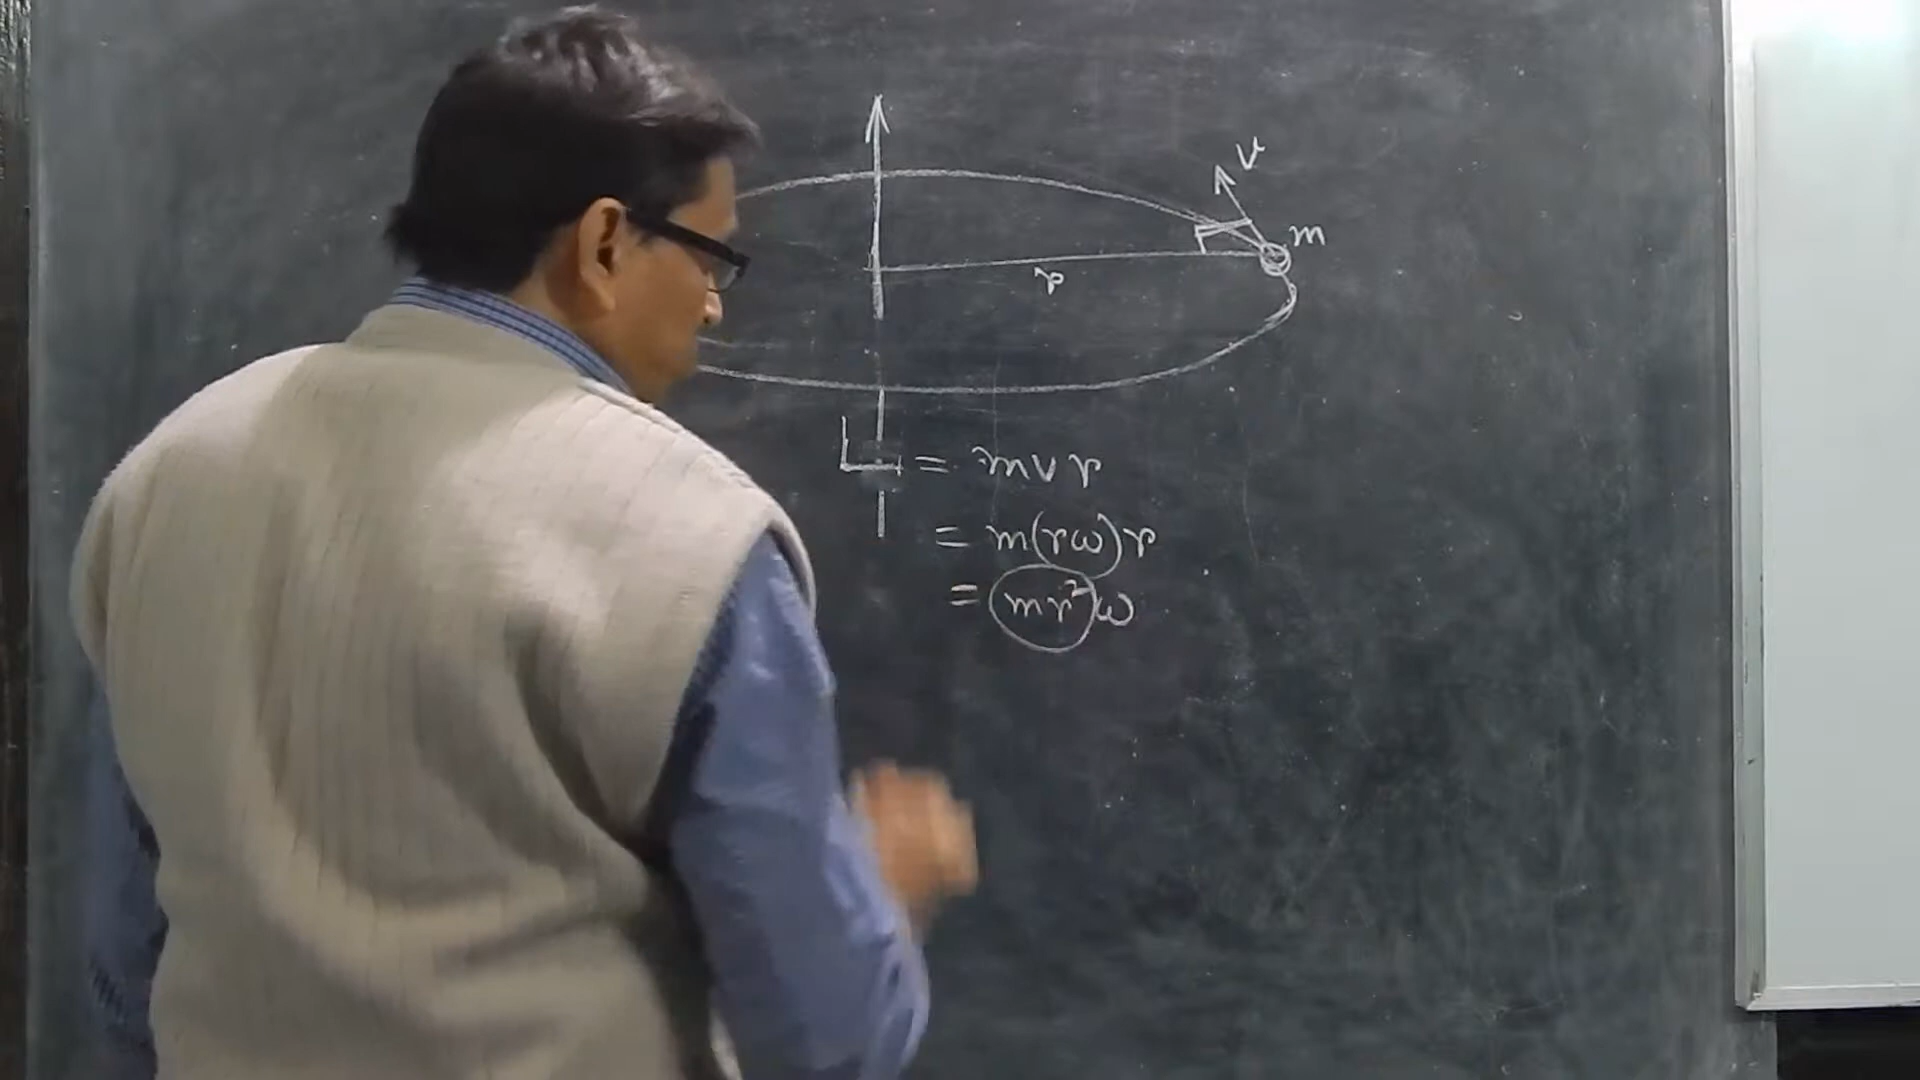 v
m
r
L = mvr
= m(rω)r
= mr²ω